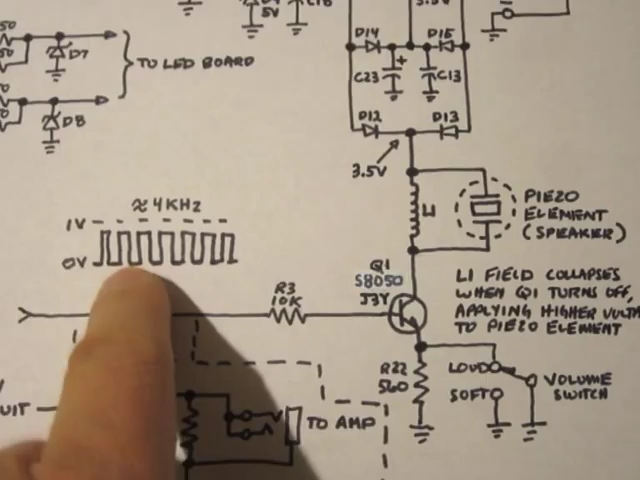 5V
C18
3.5V
50
D7
TO LED BOARD
D8
D14
D15
+
C23
C13
D12
D13
3.5V
≈4KHZ
1V
0V
L1
PIEZO
ELEMENT
(SPEAKER)
Q1
S8050
J3Y
R3
10K
L1 FIELD COLLAPSES
WHEN Q1 TURNS OFF,
APPLYING HIGHER
TO PIEZO ELEMENT
R22
560
LOUD
SOFT
VOLUME
SWITCH
TO AMP